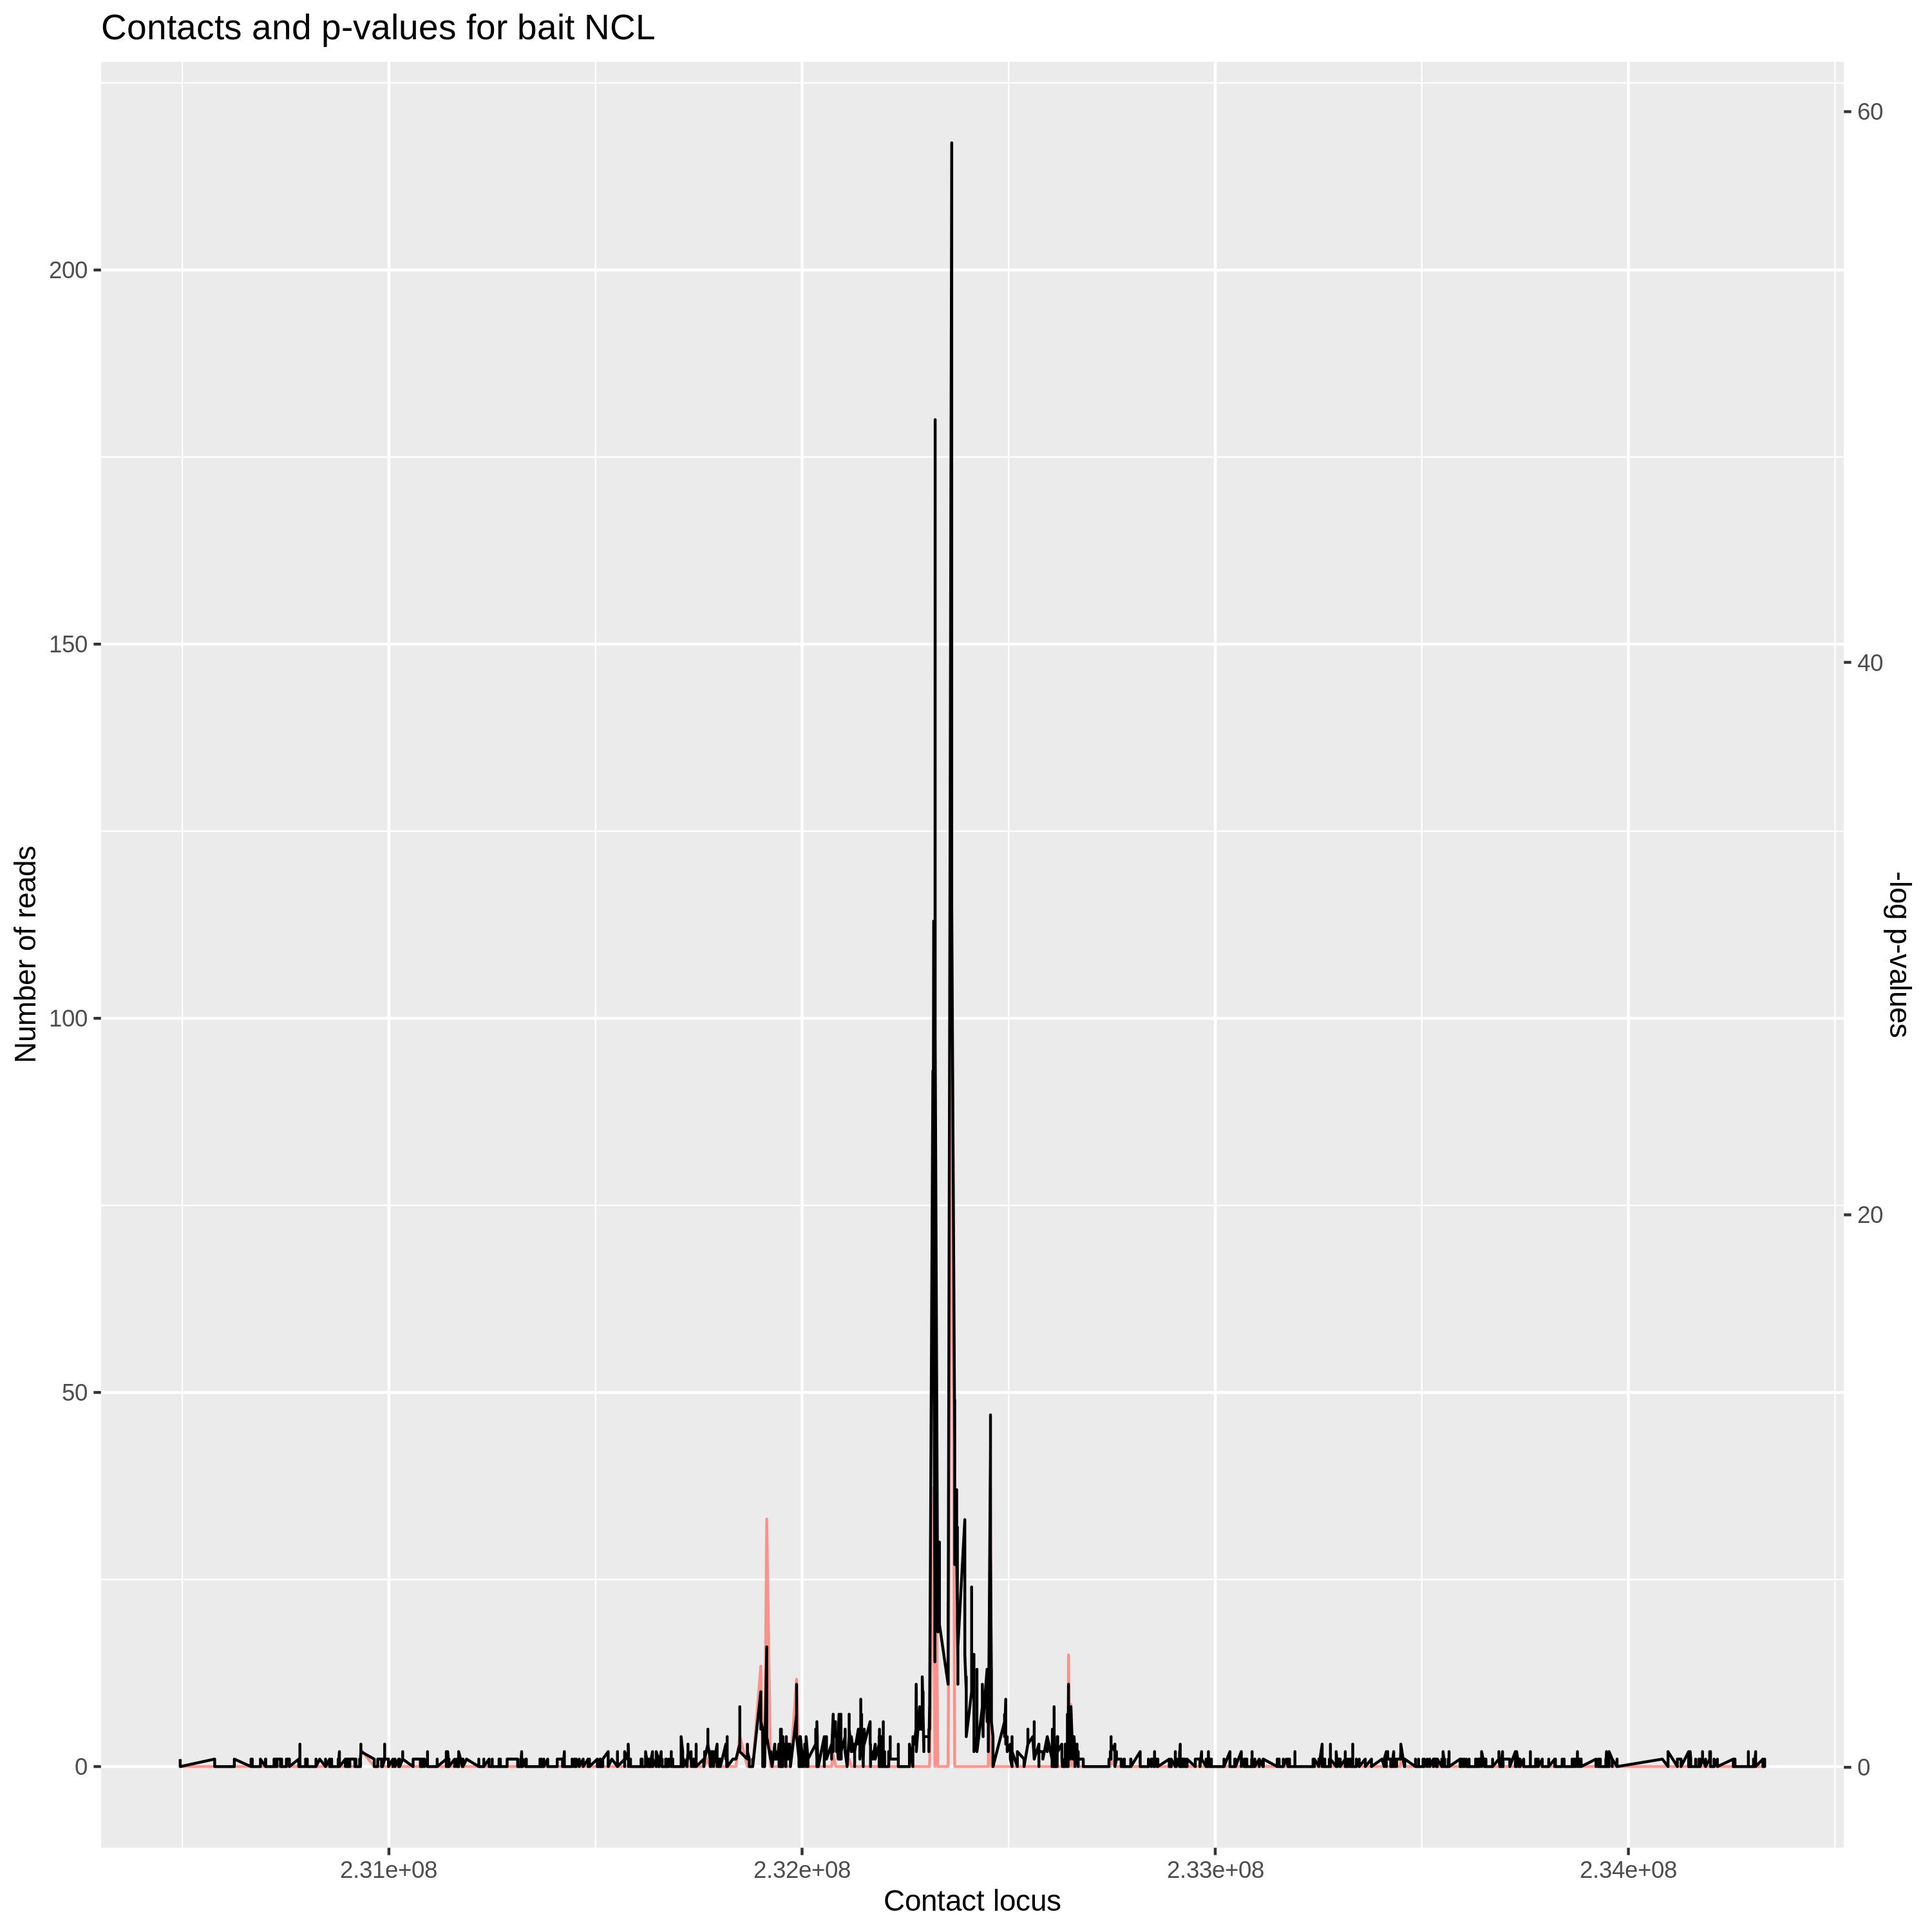 Contacts and p-values for bait NCL
60
200
150
40
Number of reads
-log p-values
100
20
50
0
0
2.31e+08
2.32e+08
2.33e+08
2.34e+08
Contact locus